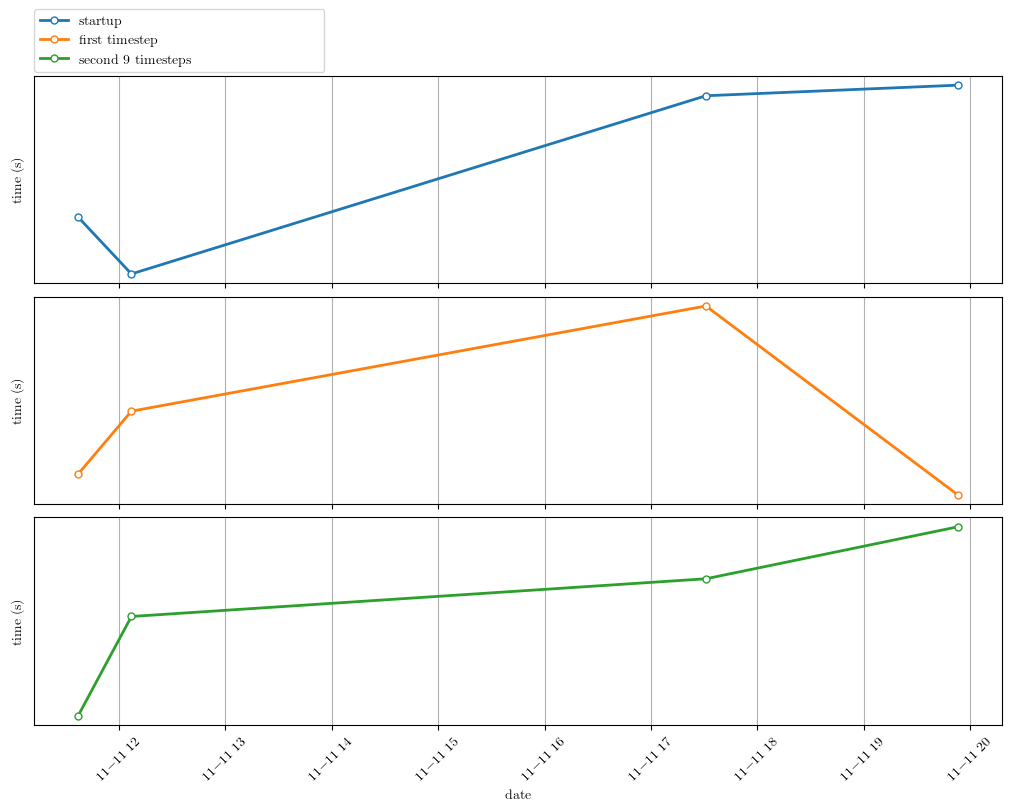 startup
first timestep
second 9 timesteps
time (s)
time (s)
time (s)
11−11 12
11−11 13
11−11 14
11−11 15
11−11 16
11−11 17
11−11 18
11−11 19
11−11 20
date